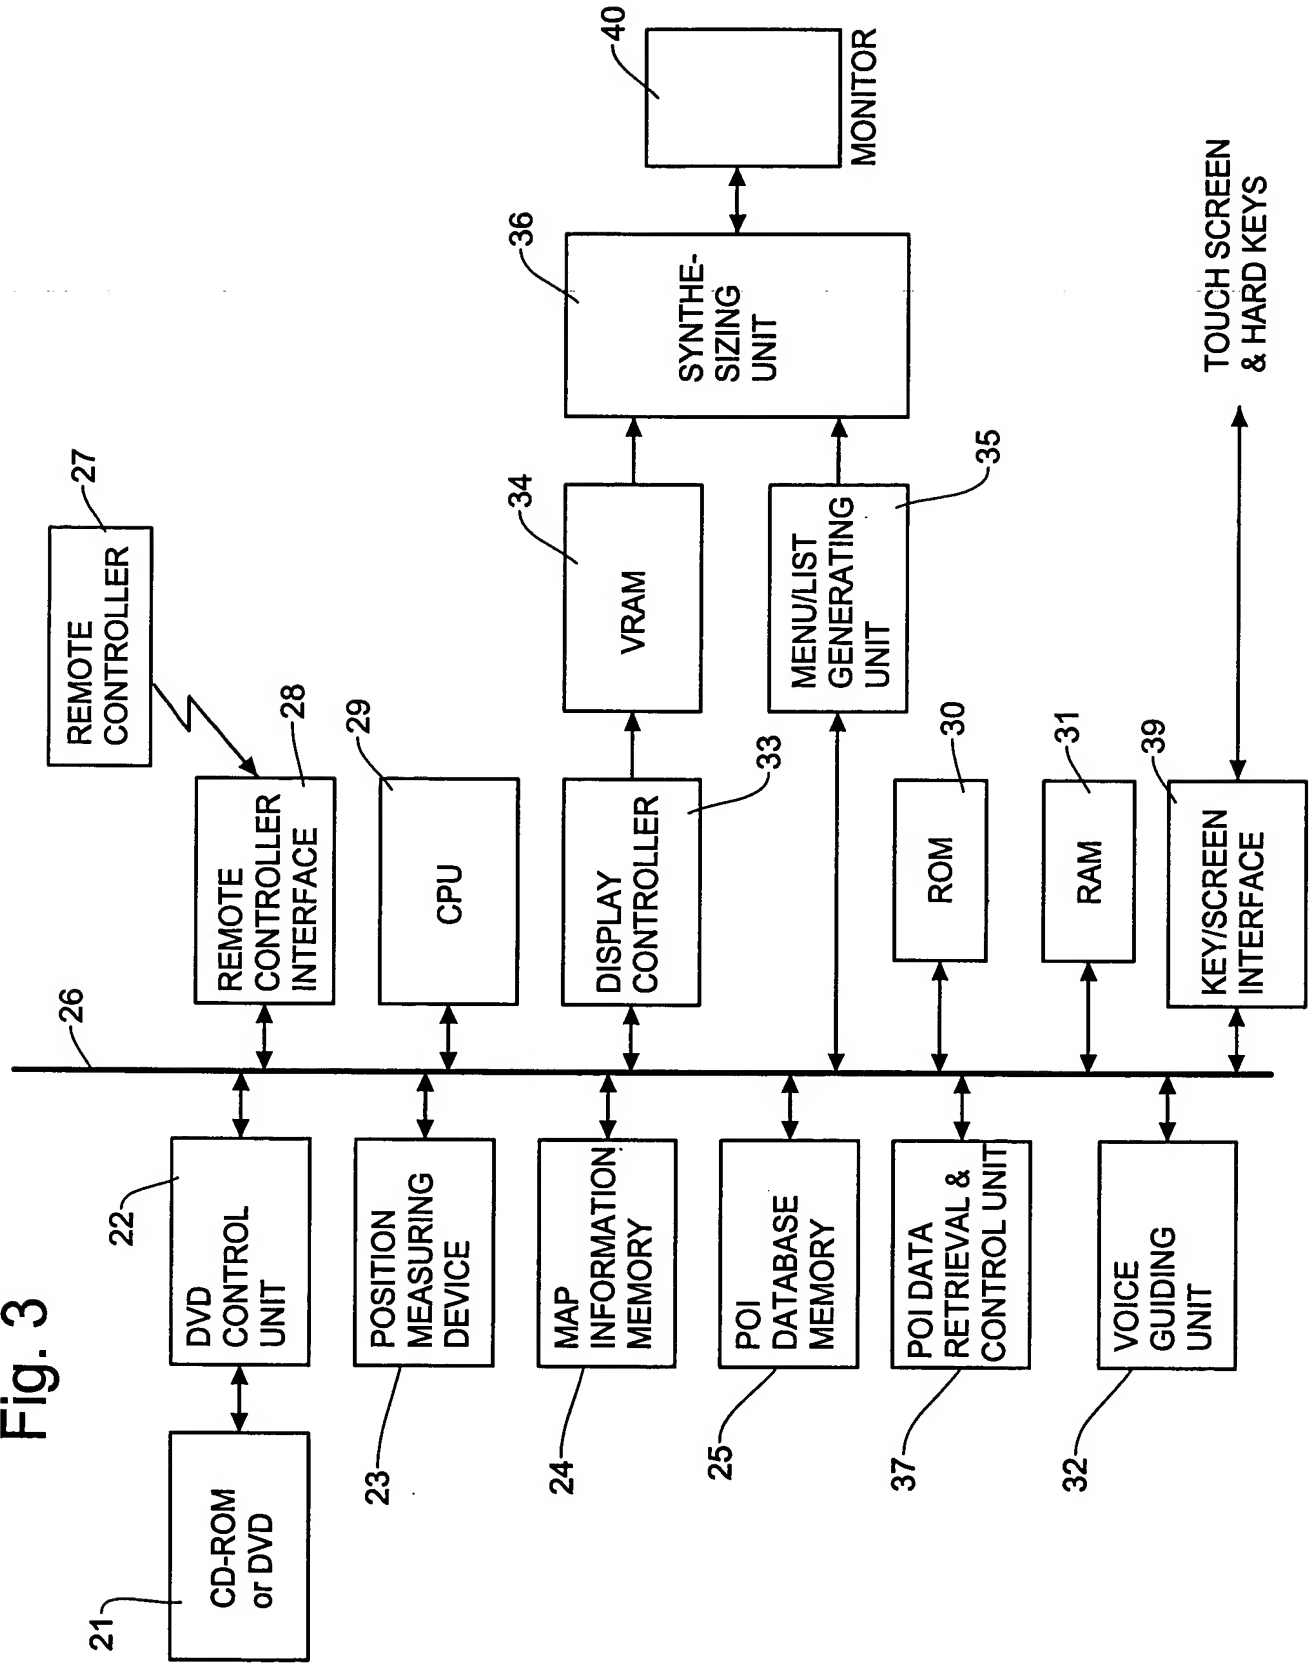 Fig. 3
21
CD-ROM
or DVD
22
DVD
CONTROL
UNIT
23
POSITION
MEASURING
DEVICE
24
MAP
INFORMATION
MEMORY
25
POI
DATABASE
MEMORY
37
POI DATA
RETRIEVAL &
CONTROL UNIT
32
VOICE
GUIDING
UNIT
26
27
REMOTE
CONTROLLER
28
REMOTE
CONTROLLER
INTERFACE
29
CPU
33
DISPLAY
CONTROLLER
34
VRAM
35
MENU/LIST
GENERATING
UNIT
36
SYNTHE-
SIZING
UNIT
40
MONITOR
30
ROM
31
RAM
39
KEY/SCREEN
INTERFACE
TOUCH SCREEN
& HARD KEYS